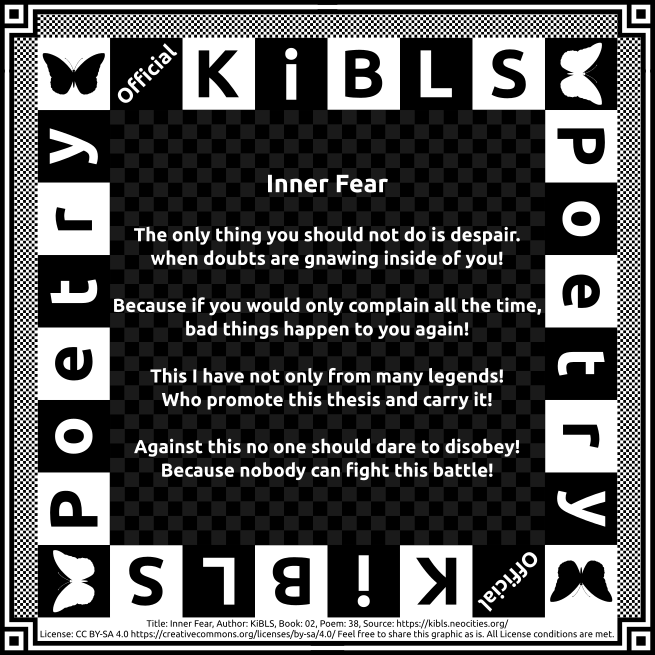 Official KiBLS
Poetry
Poetry
Inner Fear
The only thing you should not do is despair.
when doubts are gnawing inside of you!
Because if you would only complain all the time,
bad things happen to you again!
This I have not only from many legends!
Who promote this thesis and carry it!
Against this no one should dare to disobey!
Because nobody can fight this battle!
Official KiBLS
Title: Inner Fear, Author: KiBLS, Book: 02, Poem: 38, Source: https://kibls.neocities.org/
License: CC BY-SA 4.0 https://creativecommons.org/licenses/by-sa/4.0/ Feel free to share this graphic as is. All License conditions are met.